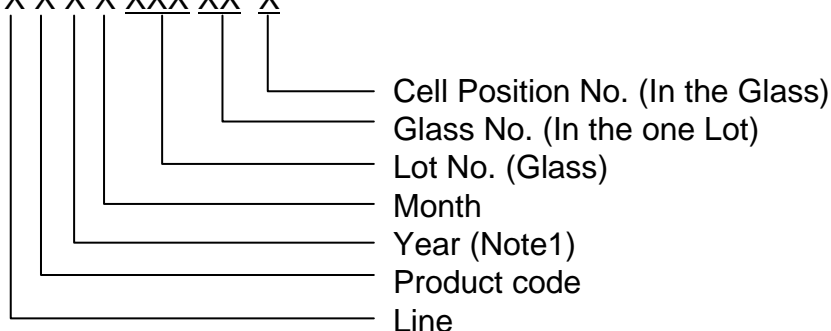 X X X X XXX XX X
Cell Position No. (In the Glass)
Glass No. (In the one Lot)
Lot No. (Glass)
Month
Year (Note1)
Product code
Line